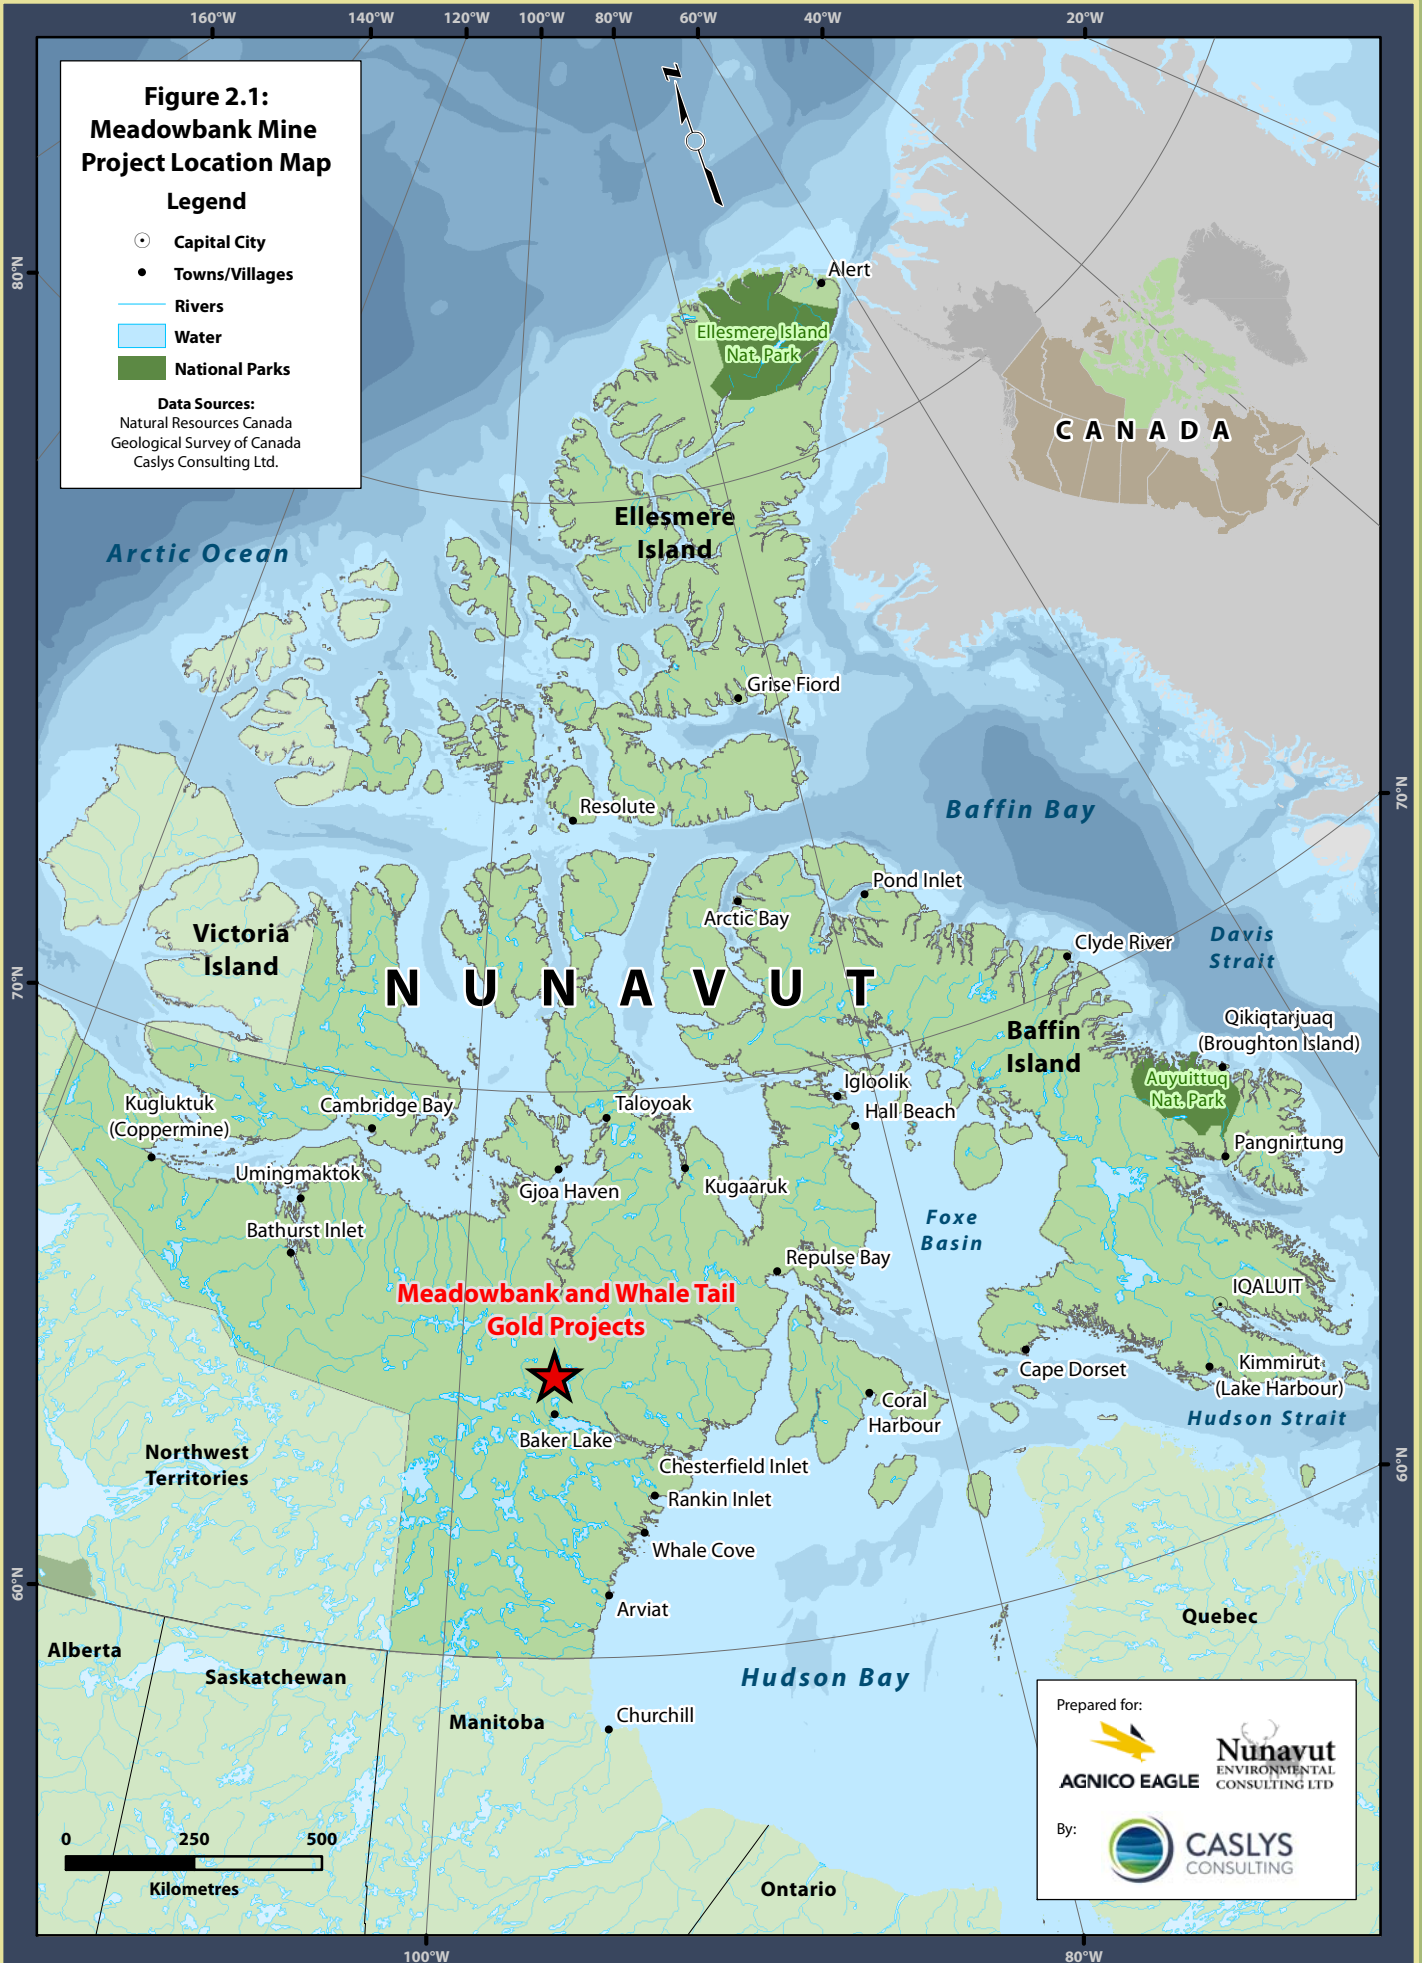 160°W
140°W
120°W
100°W
80°W
60°W
40°W
20°W
Figure 2.1:
Meadowbank Mine
Project Location Map
Legend
Capital City
Towns/Villages
Rivers
Water
National Parks
Data Sources:
Natural Resources Canada
Geological Survey of Canada
Caslys Consulting Ltd.
N
80°N
Alert
Ellesmere Island
Nat. Park
CANADA
Ellesmere
Island
Arctic Ocean
Grise Fiord
Resolute
Baffin Bay
70°N
Pond Inlet
Arctic Bay
Victoria
Island
Clyde River
Davis
Strait
NUNAVUT
70°N
Baffin
Island
Qikiqtarjuaq
(Broughton Island)
Auyuittuq
Nat. Park
Igloolik
Hall Beach
Taloyoak
Kugluktuk
(Coppermine)
Cambridge Bay
Pangnirtung
Umingmaktok
Gjoa Haven
Kugaaruk
Bathurst Inlet
Foxe
Basin
Repulse Bay
IQALUIT
Meadowbank and Whale Tail
Gold Projects
Cape Dorset
Kimmirut
(Lake Harbour)
Coral
Harbour
Hudson Strait
Baker Lake
Northwest
Territories
Chesterfield Inlet
60°N
Rankin Inlet
Whale Cove
60°N
Arviat
Quebec
Alberta
Saskatchewan
Hudson Bay
Manitoba
Churchill
Prepared for:
AGNICO EAGLE
Nunavut
ENVIRONMENTAL
CONSULTING LTD
By:
CASLYS
CONSULTING
0
250
500
Kilometres
Ontario
100°W
80°W